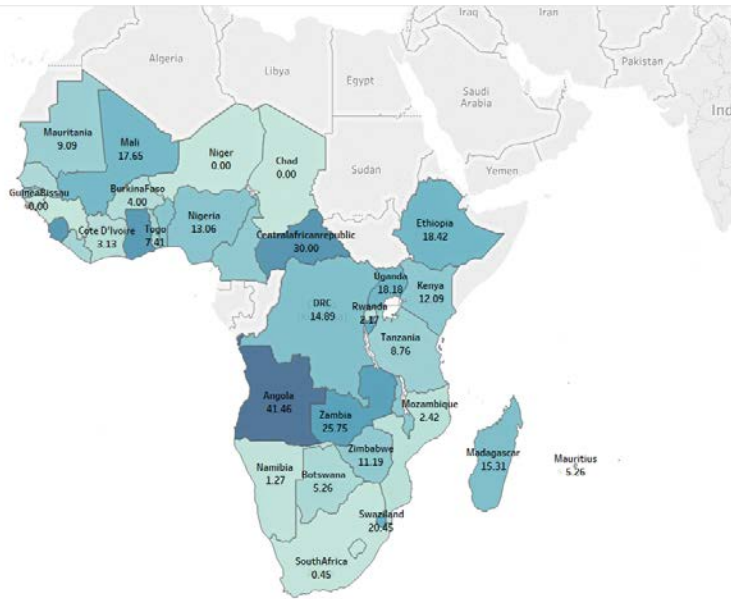 Iraq
Iran
Algeria
Libya
Egypt
Pakistan
Saudi
Arabia
Ind
Mauritania
9.09
Mali
17.65
Niger
0.00
Chad
0.00
Sudan
Yemen
GuineaBissau
0.00
BurkinaFaso
4.00
Cote D'Ivoire
3.13
Togo
7.41
Nigeria
13.06
Centralafricanrepublic
30.00
Ethiopia
18.42
Uganda
18.18
Kenya
12.09
DRC
14.89
Rwanda
Tanzania
8.76
Angola
41.46
Zambia
25.75
Mozambique
2.42
Zimbabwe
11.19
Madagascar
15.31
Mauritius
5.26
Namibia
1.27
Botswana
5.26
Swaziland
20.45
SouthAfrica
0.45